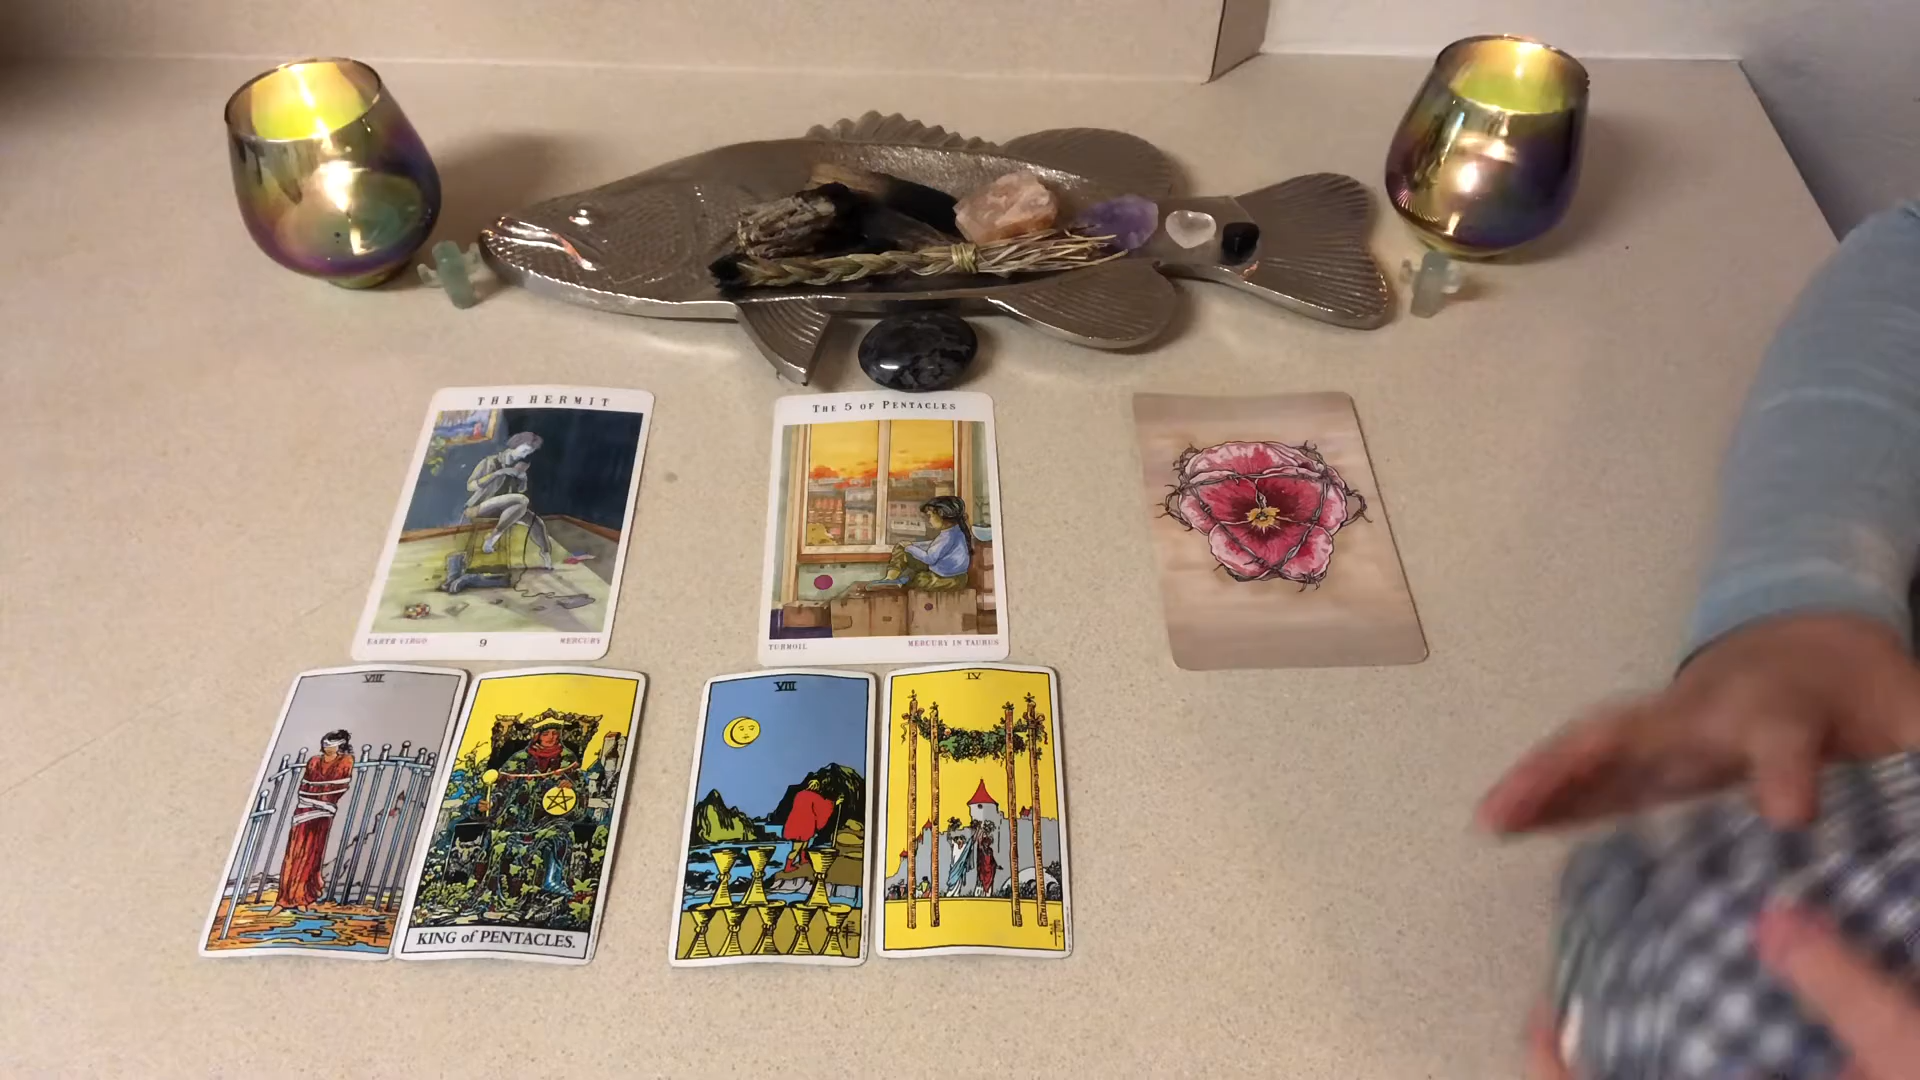 THE HERMIT
EARTH VIRGO 9 MERCURY
THE 5 OF PENTACLES
TURMOIL MERCURY IN TAURUS
VIII
KING of PENTACLES.
VIII
IV